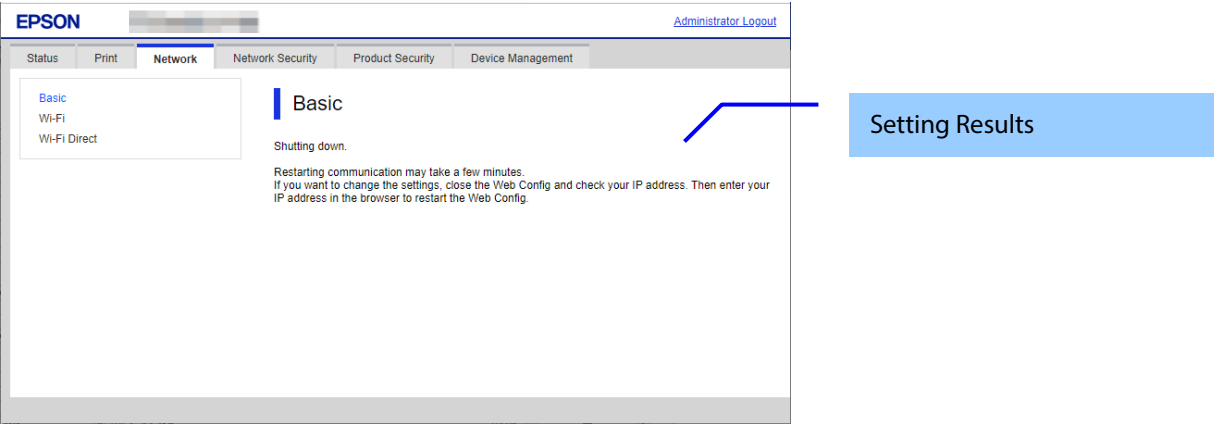 EPSON
Administrator Logout
Status Print Network Network Security Product Security Device Management
Basic
Wi-Fi
Wi-Fi Direct
Basic
Shutting down.
Restarting communication may take a few minutes.
If you want to change the settings, close the Web Config and check your IP address. Then enter your
IP address in the browser to restart the Web Config.
Setting Results